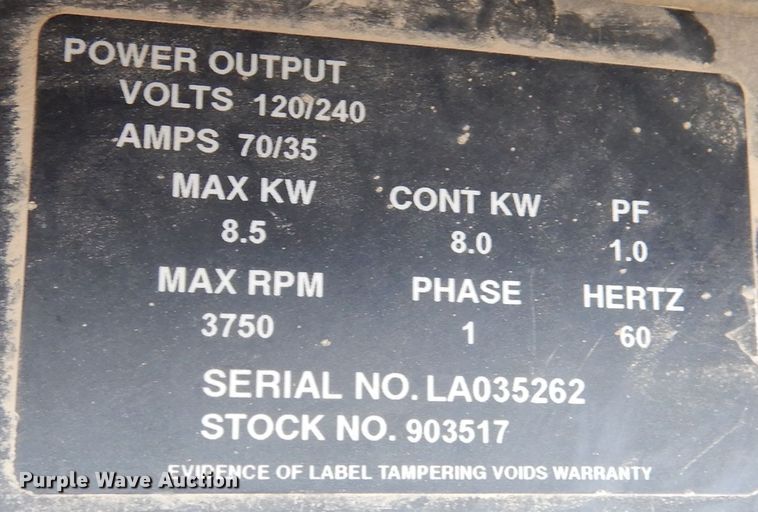 POWER OUTPUT
VOLTS 120/240
AMPS 70/35
MAX KW CONT KW PF
8.5 8.0 1.0
MAX RPM PHASE HERTZ
3750 1 60
SERIAL NO. LA035262
STOCK NO. 903517
EVIDENCE OF LABEL TAMPERING VOIDS WARRANTY
Purple Wave Auction